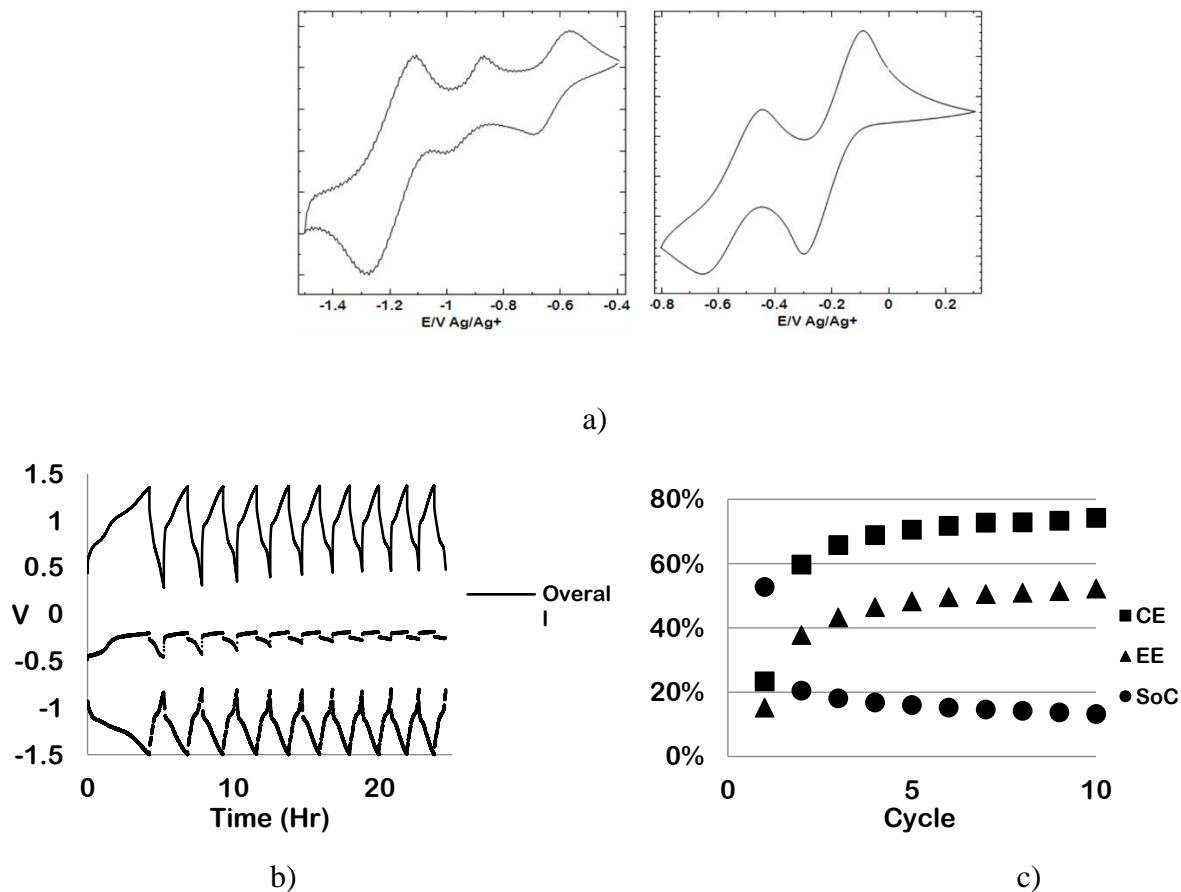 -1.4 -1.2 -1 -0.8 -0.6 -0.4
E/V Ag/Ag+
-0.8 -0.6 -0.4 -0.2 0 0.2
E/V Ag/Ag+
a)
1.5
1
0.5
V 0
-0.5
-1
-1.5
0 10 20
Time (Hr)
Overal
l
b)
80%
60%
40%
20%
0%
0 5 10
Cycle
CE
EE
SoC
c)